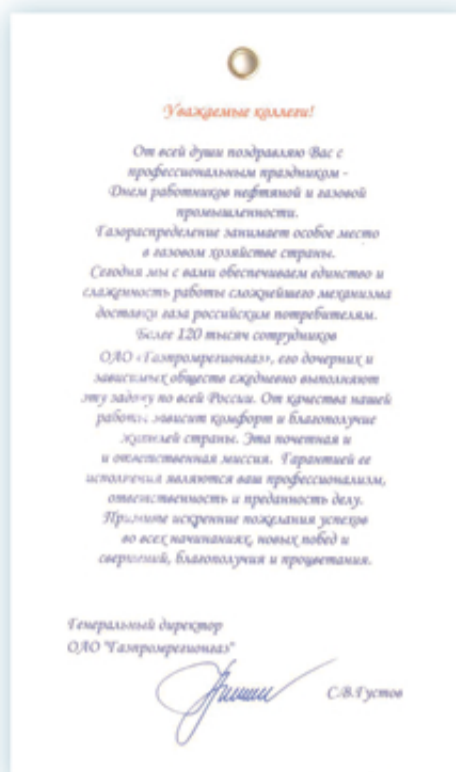 Уважаемые коллеги!
От всей души поздравляю Вас с
профессиональным праздником -
Днем работников нефтяной и газовой
промышленности.
Газораспределение занимает особое место
в газовом хозяйстве страны.
Сегодня мы с вами обеспечиваем единство и
слаженность работы сложнейшего механизма
доставки газа российским потребителям.
Более 120 тысяч сотрудников
ОАО «Газпромрегионгаз», его дочерних и
зависимых обществ ежедневно выполняют
эту задачу по всей России. От качества нашей
работы зависит комфорт и благополучие
жителей страны. Эта почетная и
и ответственная миссия. Гарантией ее
исполнения являются ваш профессионализм,
ответственность и преданность делу.
Примите искренние пожелания успехов
во всех начинаниях, новых побед и
свершений, благополучия и процветания.
Генеральный директор
ОАО "Газпромрегионгаз"
С.В.Густов